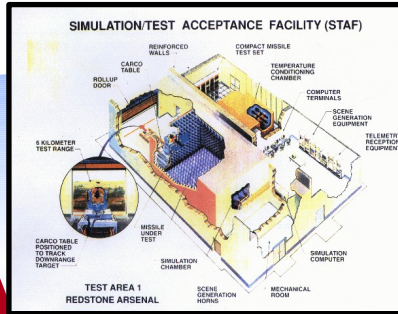 SIMULATION/TEST ACCEPTANCE FACILITY (STAF)
REINFORCED
WALLS
COMPACT MISSILE
TEST SET
CARCO
TABLE
TEMPERATURE
CONDITIONING
CHAMBER
ROLLUP
DOOR
COMPUTER
TERMINALS
SCENE
GENERATION
EQUIPMENT
6 KILOMETER
TEST RANGE
TELEMETRY
RECEPTION
EQUIPMENT
CARCO TABLE
POSITIONED
TO TRACK
DOWNRANGE
TARGET
MISSILE
UNDER
TEST
SIMULATION
CHAMBER
SIMULATION
COMPUTER
SCENE
GENERATION
HORNS
MECHANICAL
ROOM
TEST AREA 1
REDSTONE ARSENAL